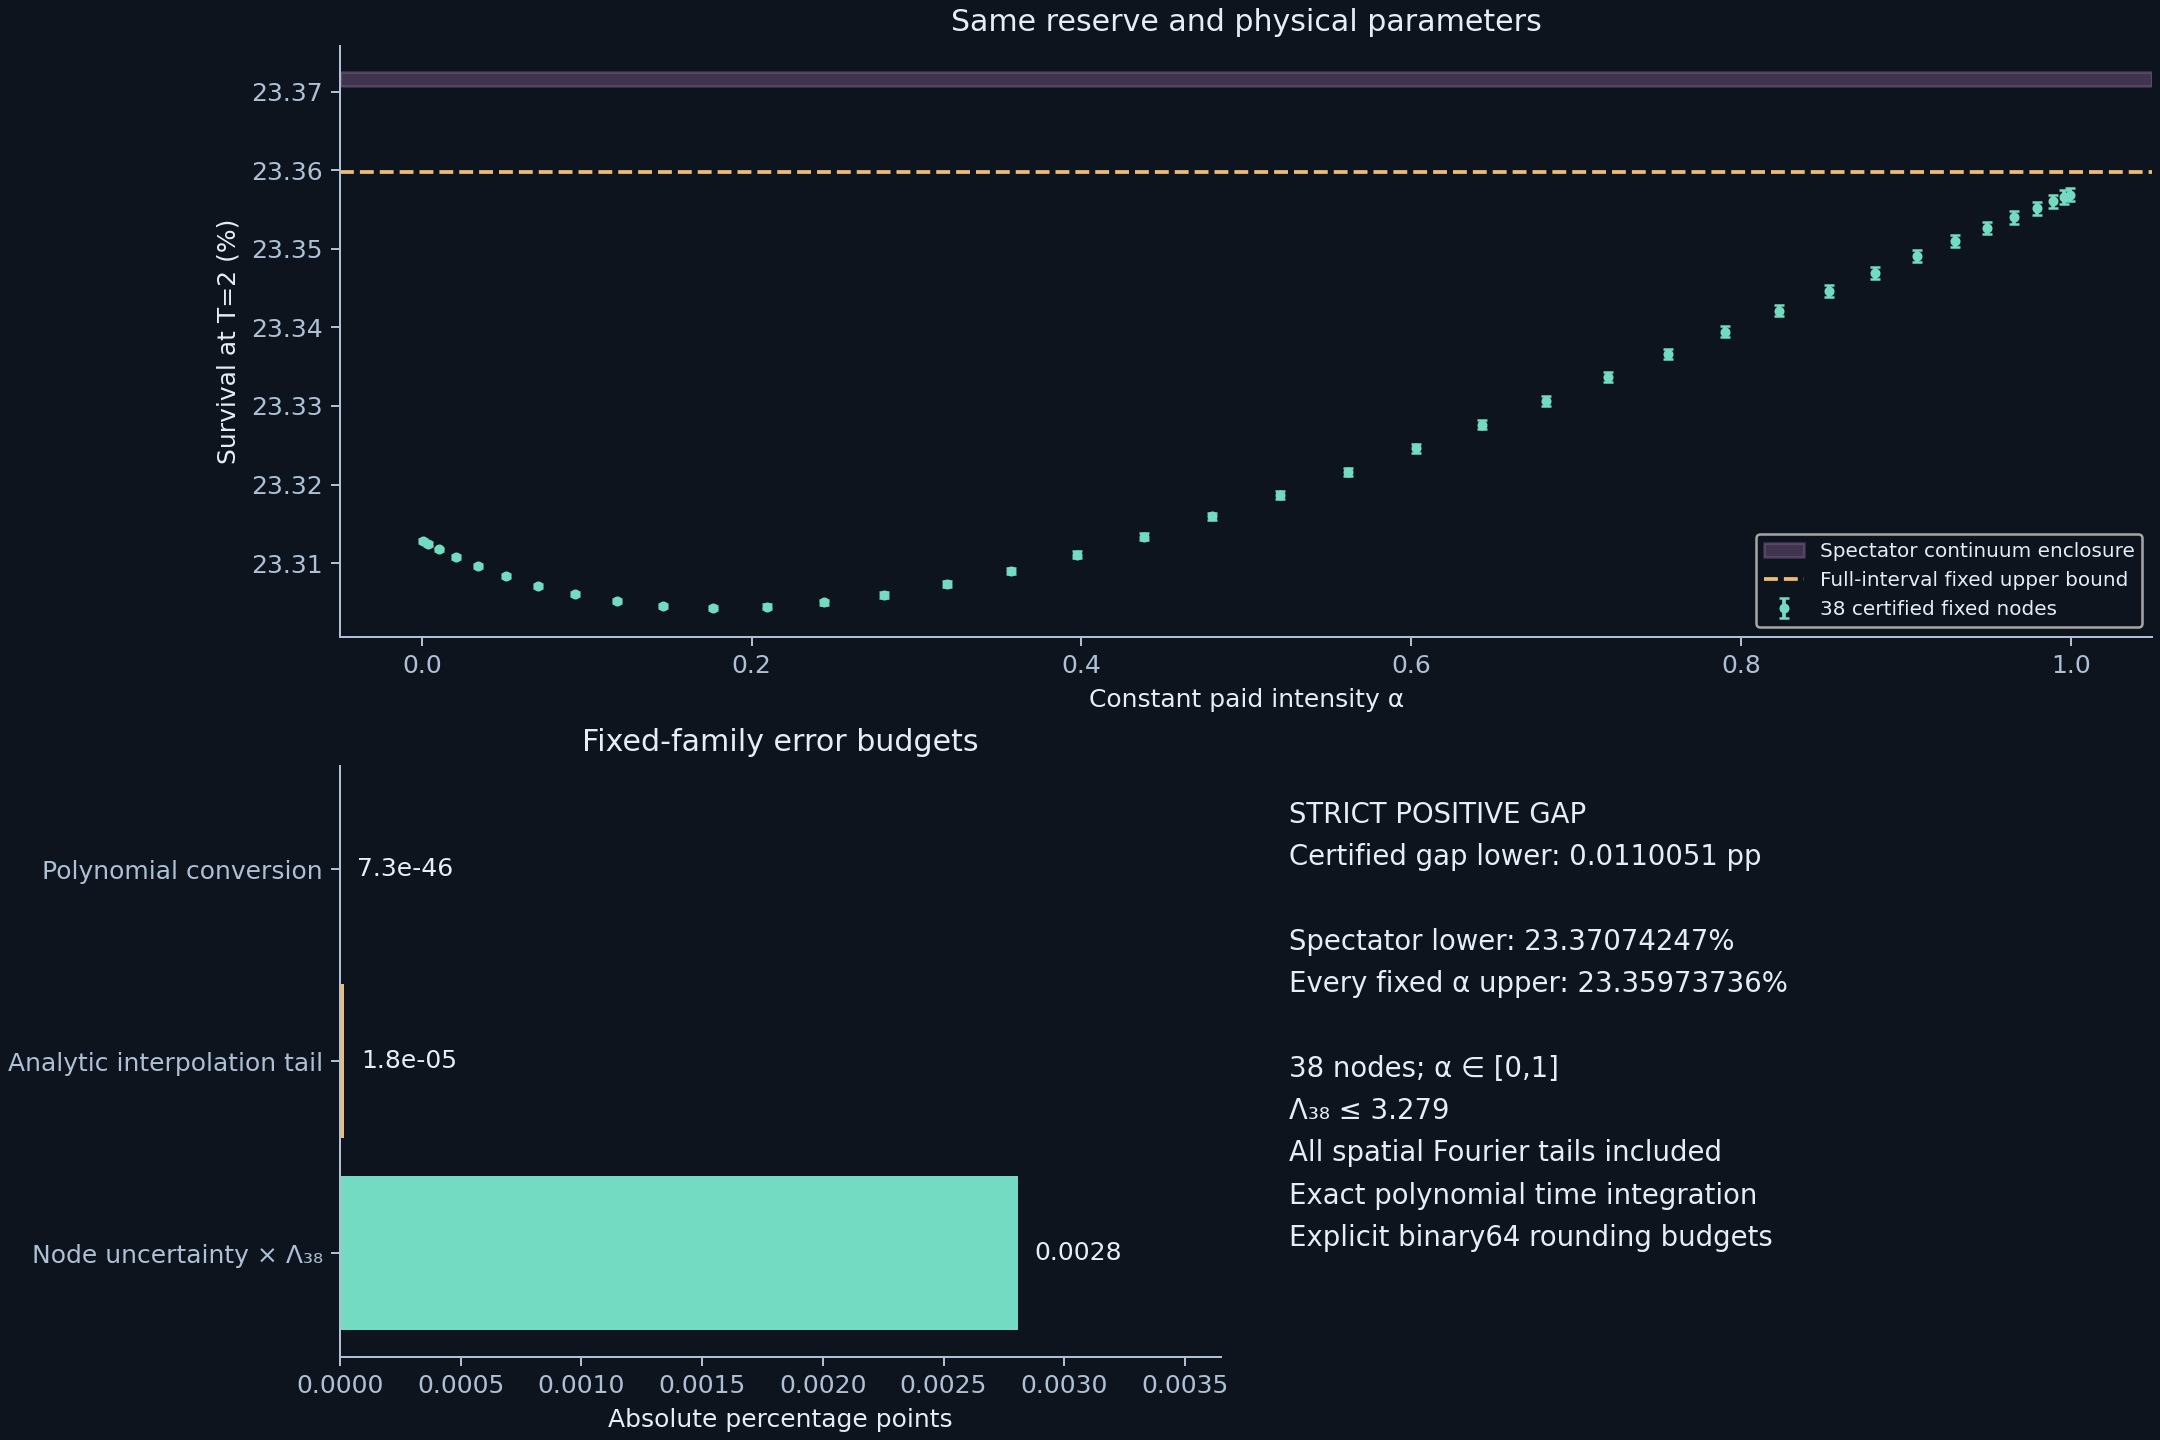 Same reserve and physical parameters
23.37
23.36
23.35
23.34
23.33
23.32
23.31
Survival at T=2 (%)
Spectator continuum enclosure
Full-interval fixed upper bound
38 certified fixed nodes
0.0 0.2 0.4 0.6 0.8 1.0
Constant paid intensity α
Fixed-family error budgets
Polynomial conversion 7.3e-46
Analytic interpolation tail 1.8e-05
Node uncertainty × Λ₃₈ 0.0028
0.0000 0.0005 0.0010 0.0015 0.0020 0.0025 0.0030 0.0035
Absolute percentage points
STRICT POSITIVE GAP
Certified gap lower: 0.0110051 pp
Spectator lower: 23.37074247%
Every fixed α upper: 23.35973736%
38 nodes; α ∈ [0,1]
Λ₃₈ ≤ 3.279
All spatial Fourier tails included
Exact polynomial time integration
Explicit binary64 rounding budgets